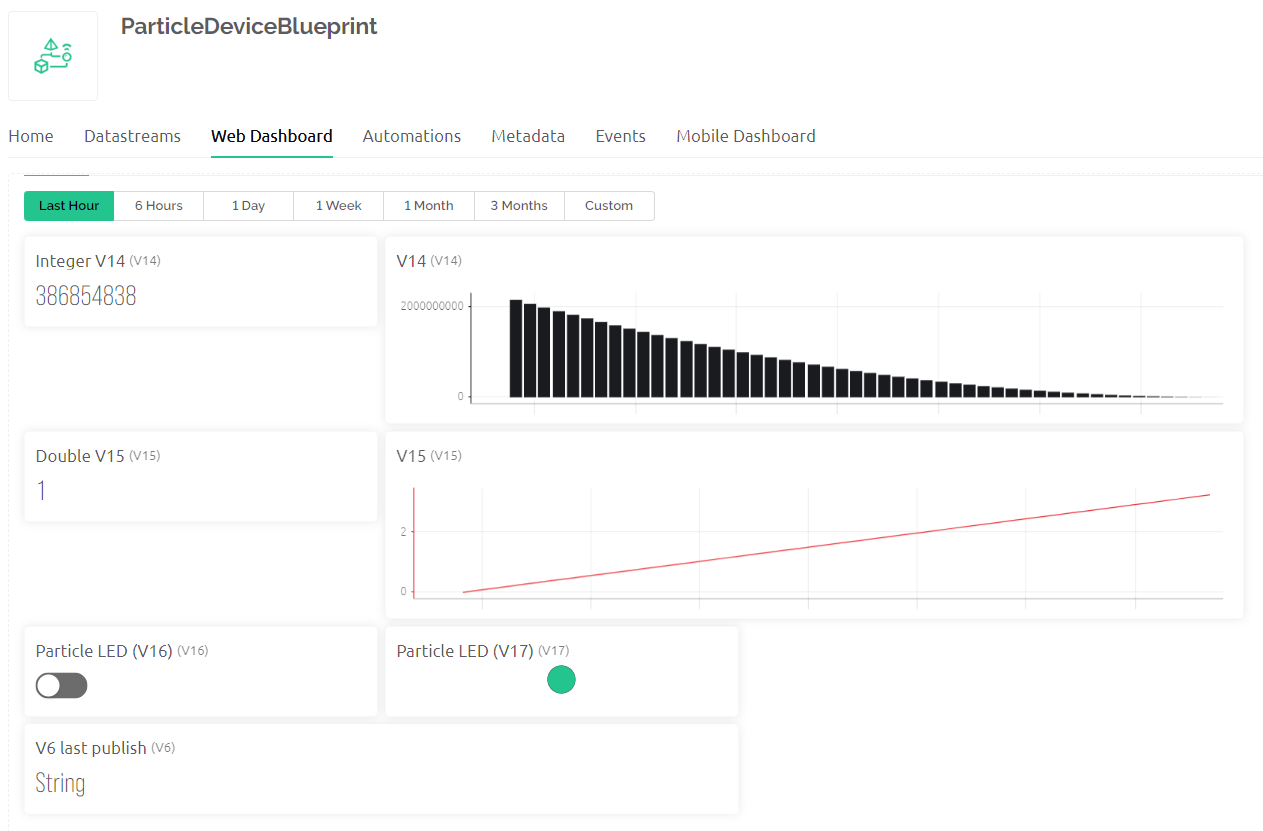 ParticleDeviceBlueprint
Home Datastreams Web Dashboard Automations Metadata Events Mobile Dashboard
Last Hour 6 Hours 1 Day 1 Week 1 Month 3 Months Custom
Integer V14 (V14)
386854838
V14 (V14)
2000000000
0
Double V15 (V15)
1
V15 (V15)
2
0
Particle LED (V16) (V16)
Particle LED (V17) (V17)
V6 last publish (V6)
String